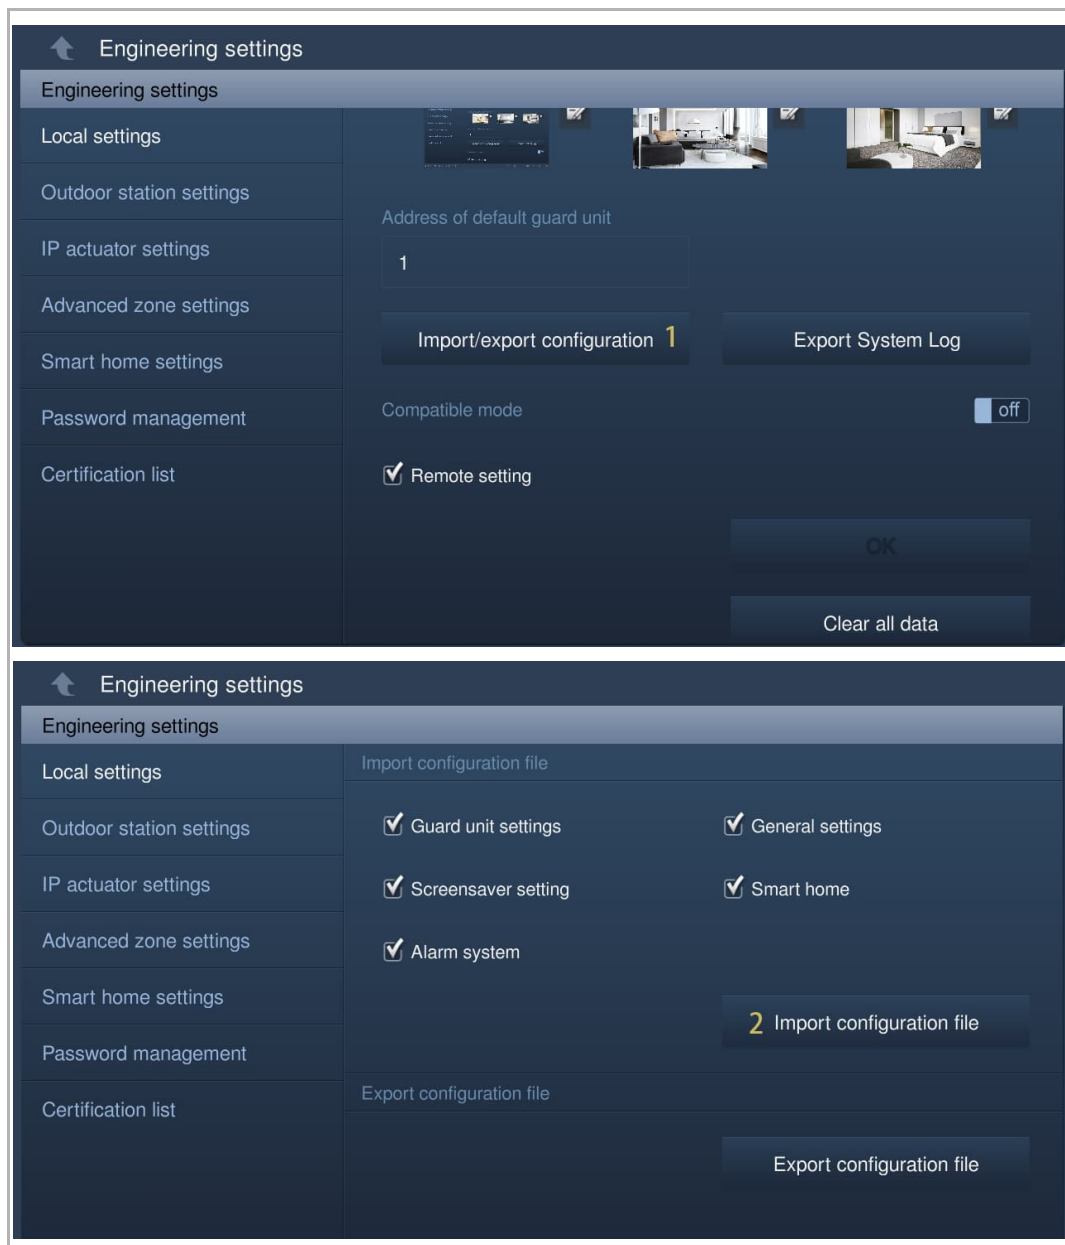 Engineering settings
Engineering settings
Local settings
Outdoor station settings
IP actuator settings
Advanced zone settings
Smart home settings
Password management
Certification list
Address of default guard unit
1
Import/export configuration 1
Export System Log
Compatible mode
off
Remote setting
OK
Clear all data
Engineering settings
Engineering settings
Local settings
Outdoor station settings
IP actuator settings
Advanced zone settings
Smart home settings
Password management
Certification list
Import configuration file
Guard unit settings
General settings
Screensaver setting
Smart home
Alarm system
2 Import configuration file
Export configuration file
Export configuration file